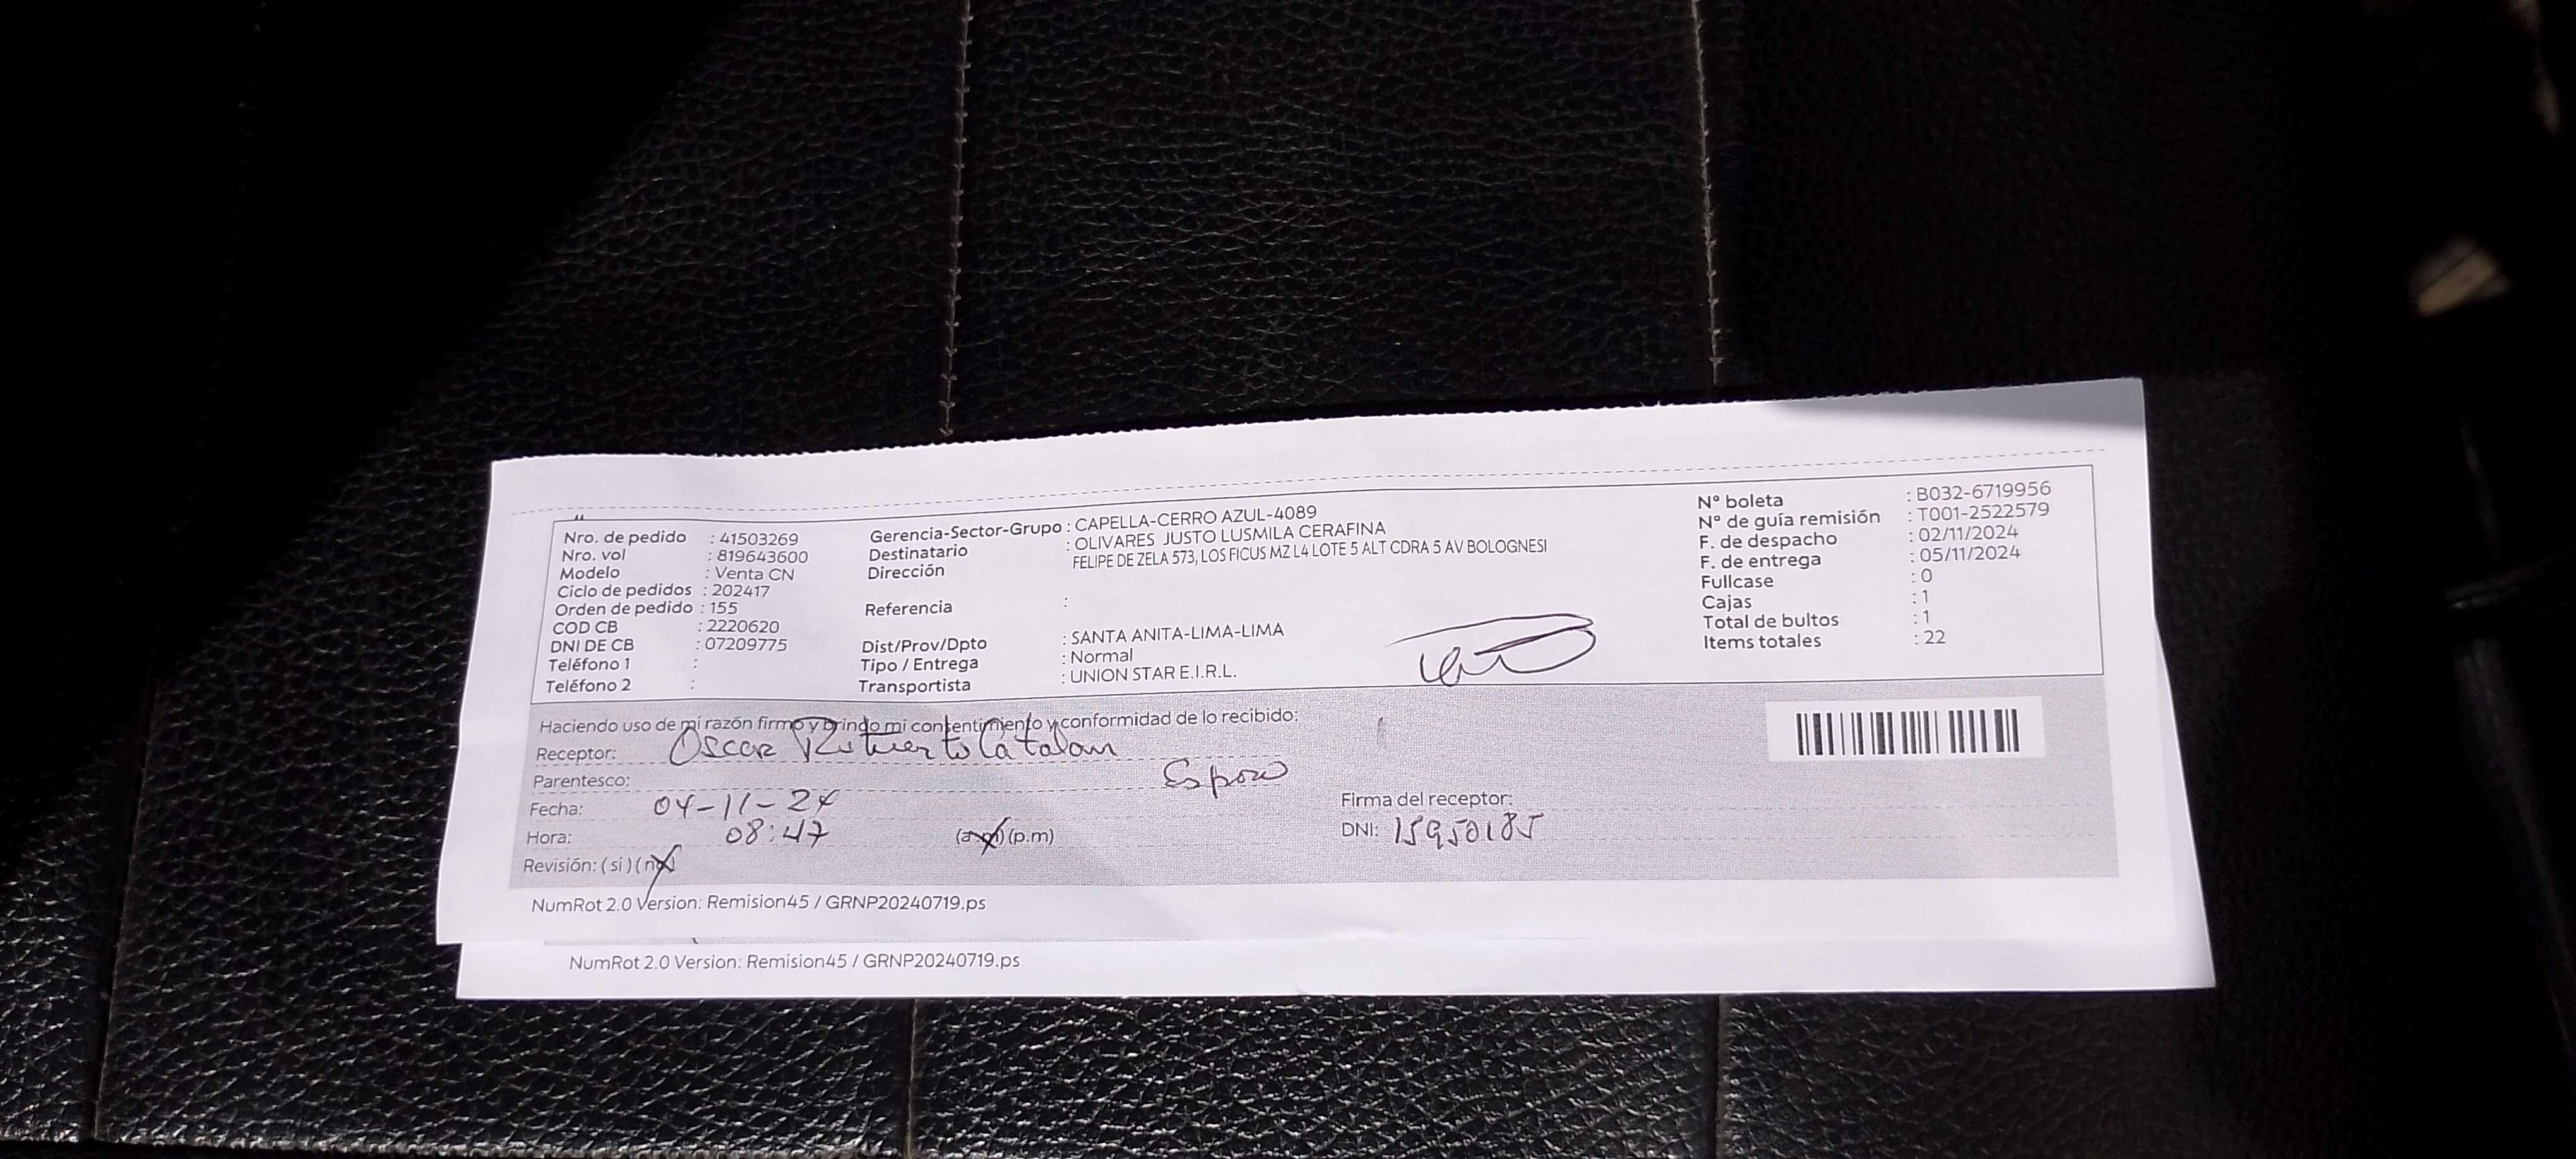 Nro. de pedido : 41503269
Nro. vol : 819643600
Modelo : Venta CN
Ciclo de pedidos : 202417
Orden de pedido : 155
COD CB : 2220620
DNI DE CB : 07209775
Teléfono 1 :
Teléfono 2 :
Gerencia-Sector-Grupo : CAPELLA-CERRO AZUL-4089
Destinatario : OLIVARES JUSTO LUSMILA CERAFINA
Dirección FELIPE DE ZELA 573, LOS FICUS MZ L4 LOTE 5 ALT CDRA 5 AV BOLOGNESI
Referencia :
Dist/Prov/Dpto : SANTA ANITA-LIMA-LIMA
Tipo / Entrega : Normal
Transportista : UNION STAR E.I.R.L.
N° boleta : B032-6719956
N° de guía remisión : T001-2522579
F. de despacho : 02/11/2024
F. de entrega : 05/11/2024
Fullcase : 0
Cajas : 1
Total de bultos : 1
Items totales : 22
Haciendo uso de mi razón firmo y brindo mi consentimiento y conformidad de lo recibido:
Receptor: Oscar Catalan
Parentesco: Esposo
Fecha: 04-11-24
Hora: 08:47 (a.m) (p.m)
Revisión: (si) (no)
Firma del receptor:
DNI: 15950185
NumRot 2.0 Version: Remision45 / GRNP20240719.ps
NumRot 2.0 Version: Remision45 / GRNP20240719.ps